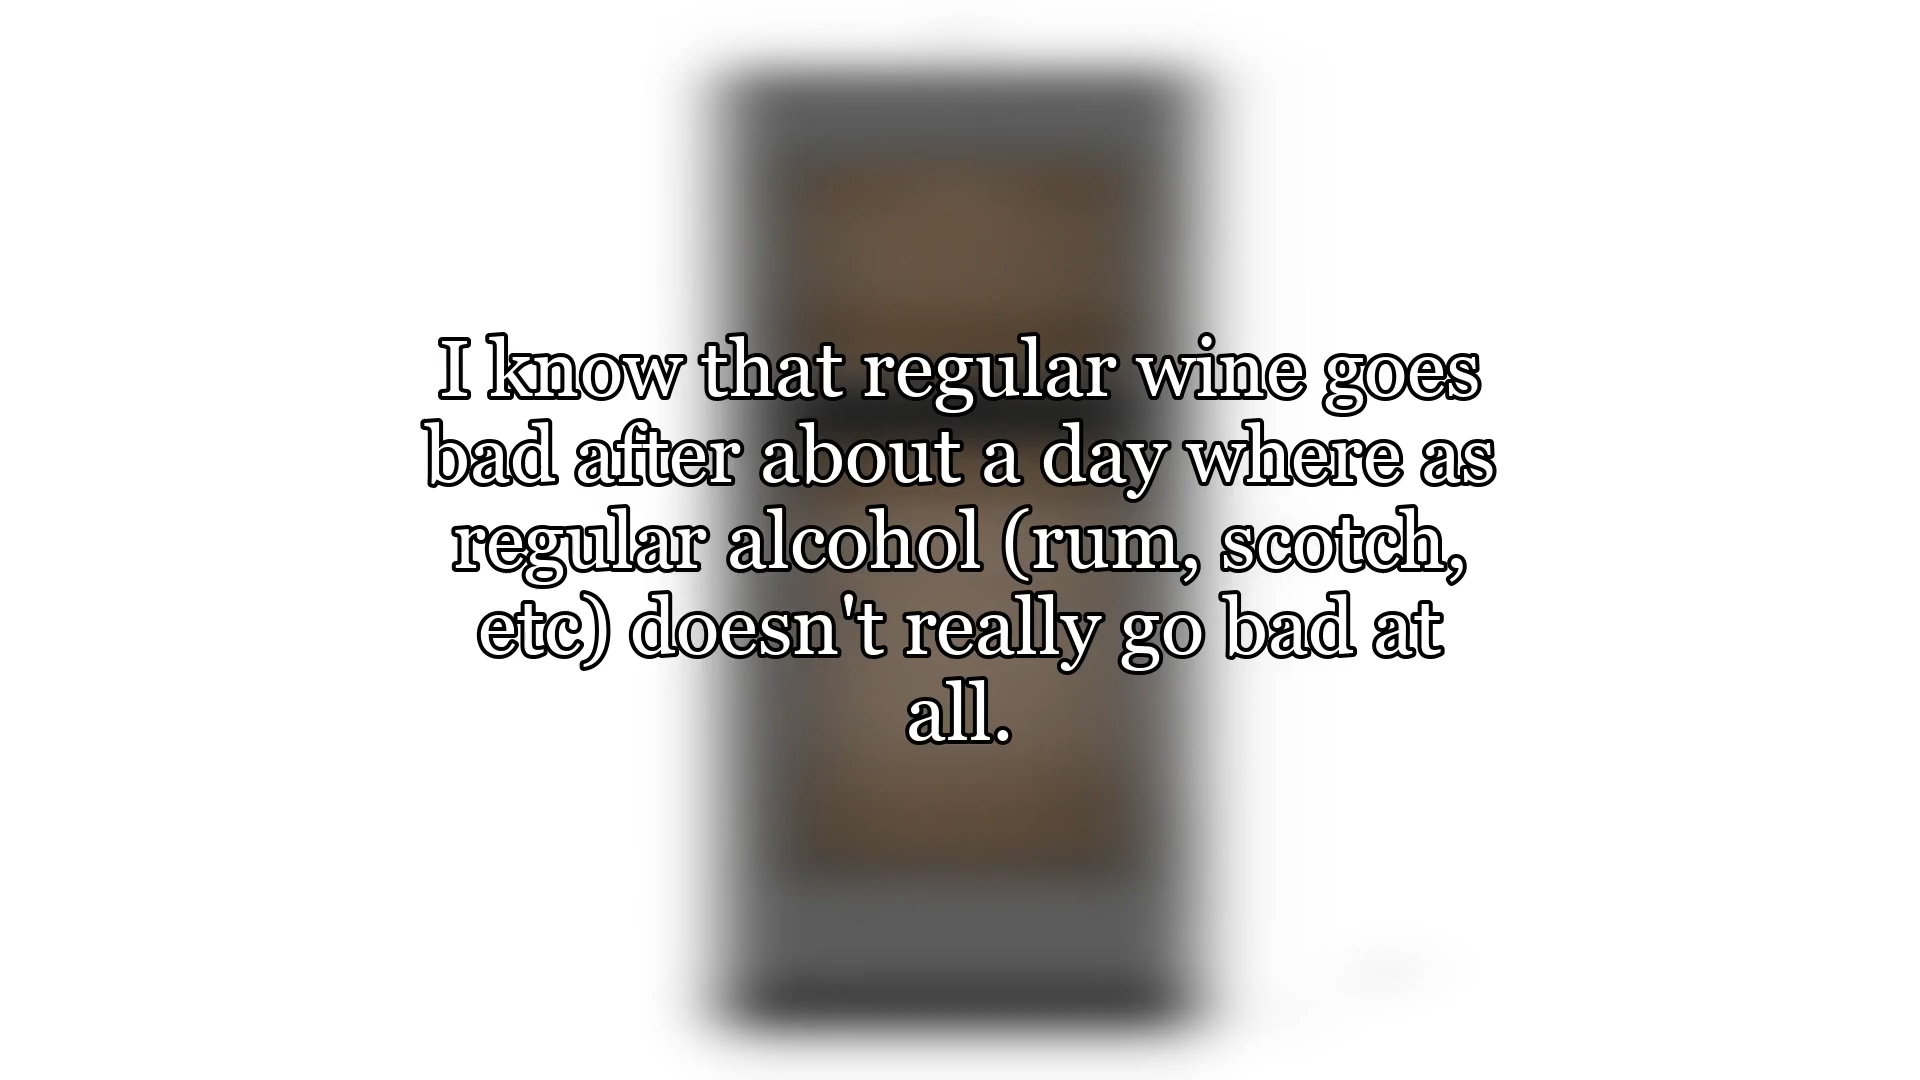 I know that regular wine goes
bad after about a day where as
regular alcohol (rum, scotch,
etc) doesn't really go bad at
all.